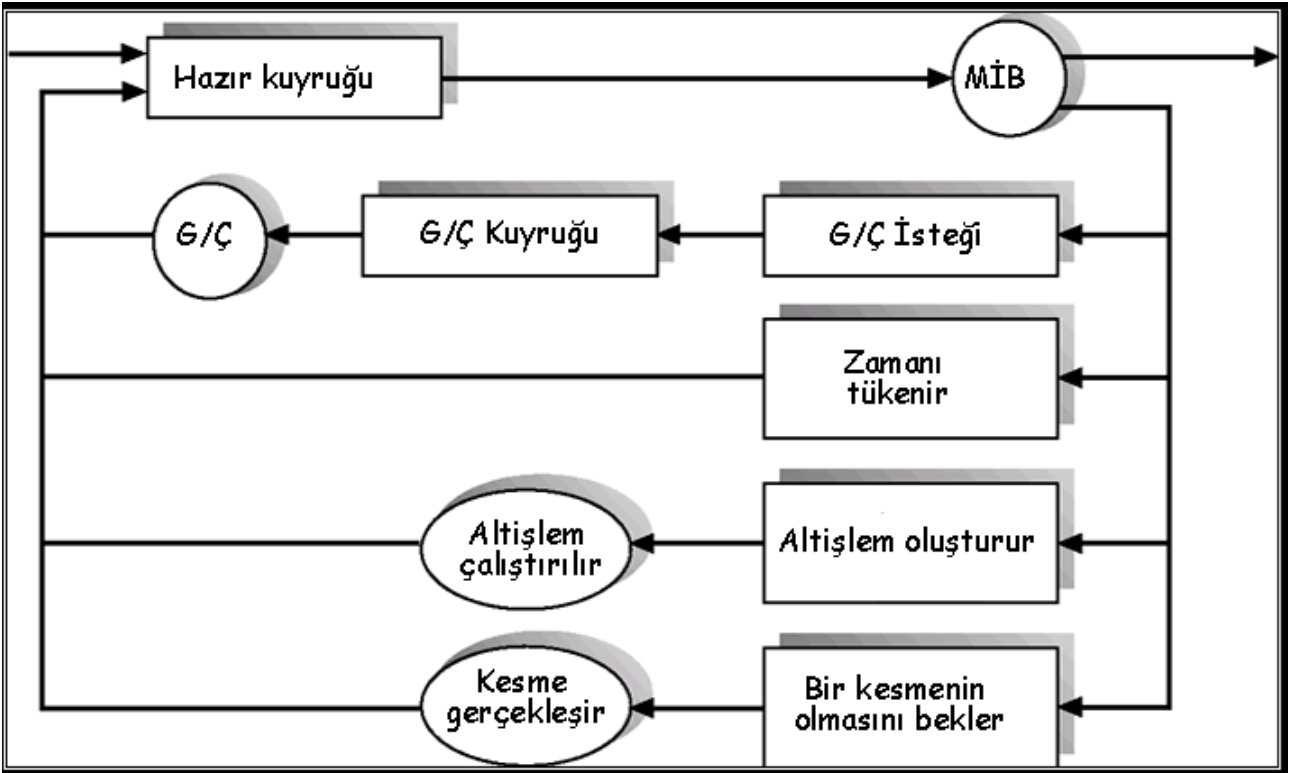 Hazır kuyruğu
MİB
G/Ç
G/Ç Kuyruğu
G/Ç İsteği
Zamanı
tükenir
Altişlem
çalıştırılır
Altişlem oluşturur
Kesme
gerçekleşir
Bir kesmenin
olmasını bekler